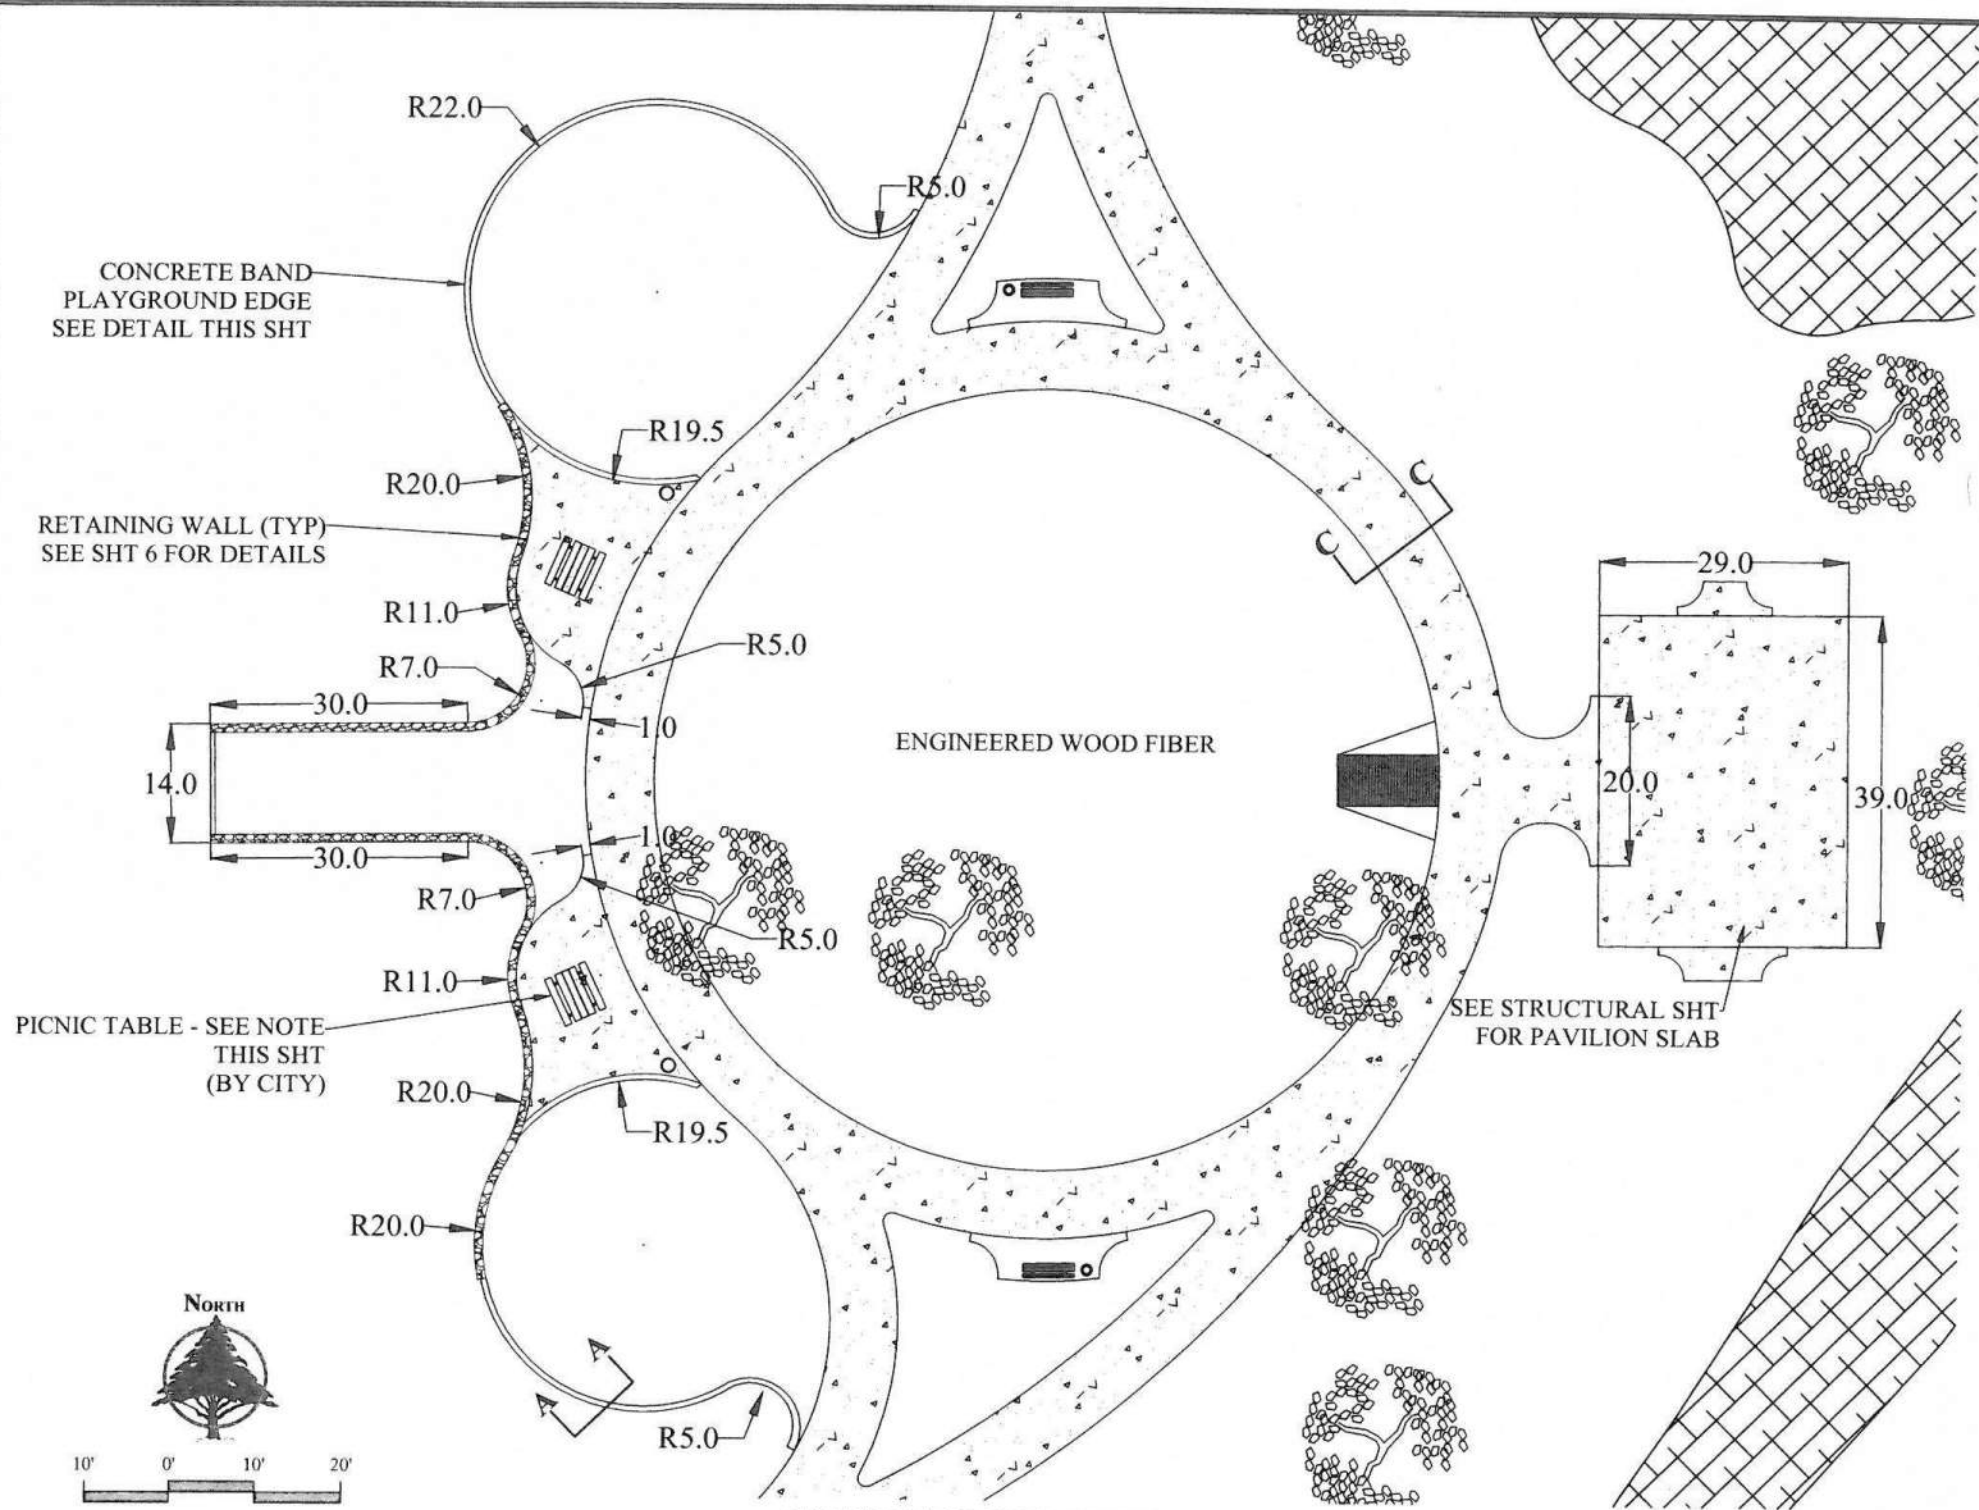 R22.0
R5.0
CONCRETE BAND
PLAYGROUND EDGE
SEE DETAIL THIS SHT
R19.5
R20.0
C
C
RETAINING WALL (TYP)
SEE SHT 6 FOR DETAILS
29.0
R11.0
R5.0
R7.0
30.0
1.0
ENGINEERED WOOD FIBER
14.0
20.0
39.0
1.0
30.0
R7.0
R5.0
R11.0
PICNIC TABLE - SEE NOTE
THIS SHT
(BY CITY)
SEE STRUCTURAL SHT
FOR PAVILION SLAB
R20.0
R19.5
R20.0
NORTH
A
A
R5.0
10' 0' 10' 20'